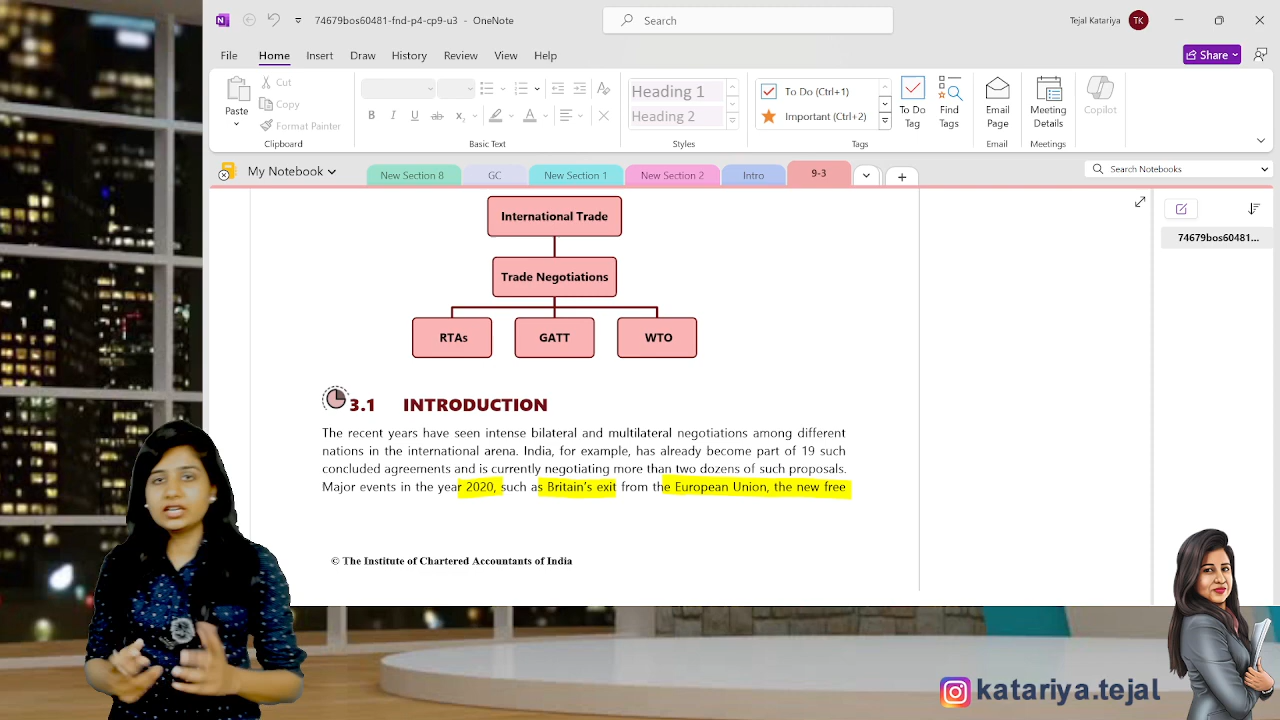 74679bos60481-fnd-p4-cp9-u3 - OneNote
Search
Tejal Katariya
TK
File Home Insert Draw History Review View Help
Share
Paste
Cut
Copy
Format Painter
Clipboard
B I U ab x₂ A
Basic Text
Heading 1
Heading 2
Styles
To Do (Ctrl+1)
Important (Ctrl+2)
To Do Tag
Find Tags
Tags
Email Page
Email
Meeting Details
Meetings
Copilot
My Notebook
New Section 8 GC New Section 1 New Section 2 Intro 9-3
Search Notebooks
74679bos60481...
International Trade
Trade Negotiations
RTAs GATT WTO
3.1 INTRODUCTION
The recent years have seen intense bilateral and multilateral negotiations among different
nations in the international arena. India, for example, has already become part of 19 such
concluded agreements and is currently negotiating more than two dozens of such proposals.
Major events in the year 2020, such as Britain's exit from the European Union, the new free
© The Institute of Chartered Accountants of India
katariya.tejal